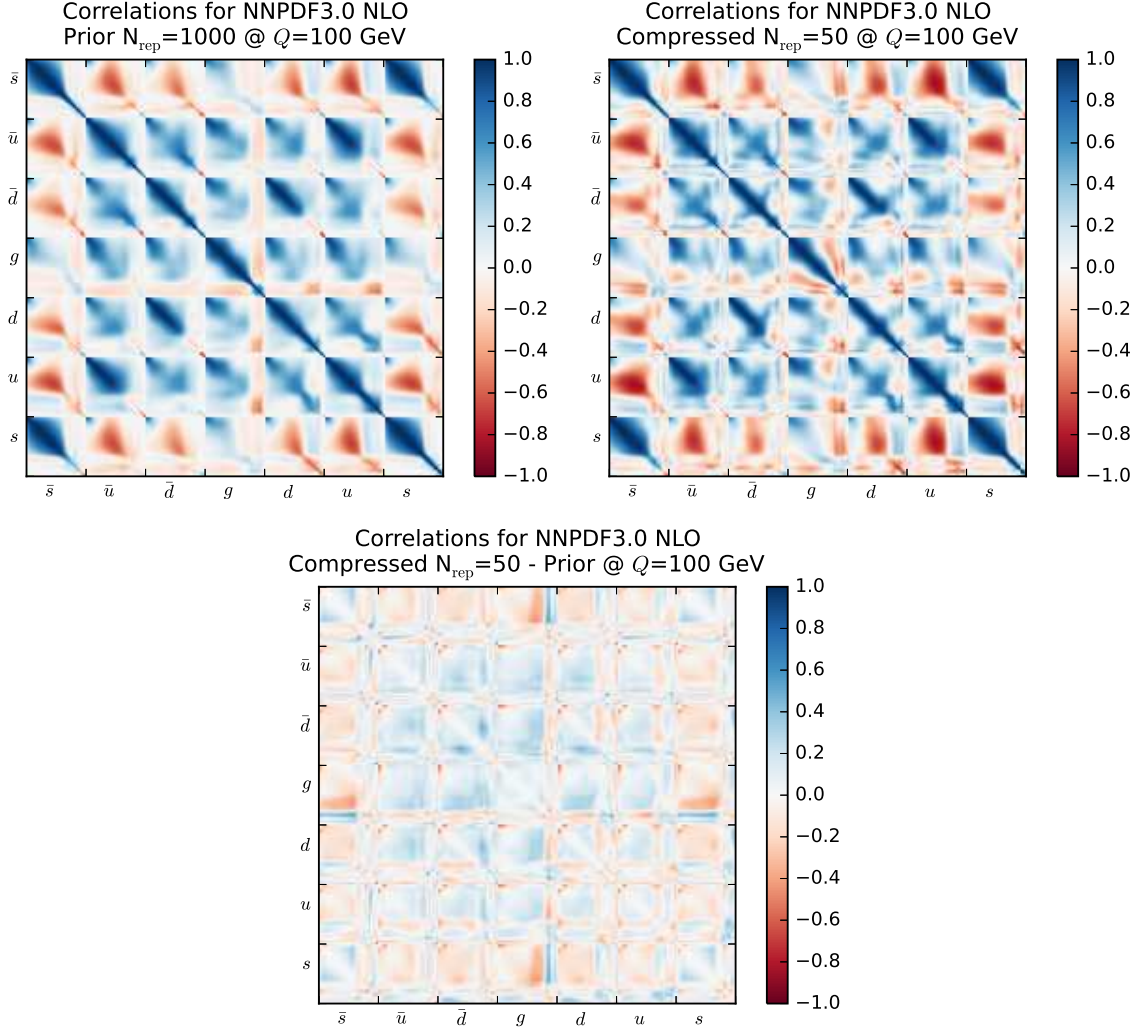 Correlations for NNPDF3.0 NLO
Prior N_rep=1000 @ Q=100 GeV
s̄
ū
d̄
g
d
u
s
s̄ ū d̄ g d u s
1.0
0.8
0.6
0.4
0.2
0.0
−0.2
−0.4
−0.6
−0.8
−1.0
Correlations for NNPDF3.0 NLO
Compressed N_rep=50 @ Q=100 GeV
s̄
ū
d̄
g
d
u
s
s̄ ū d̄ g d u s
1.0
0.8
0.6
0.4
0.2
0.0
−0.2
−0.4
−0.6
−0.8
−1.0
Correlations for NNPDF3.0 NLO
Compressed N_rep=50 - Prior @ Q=100 GeV
s̄
ū
d̄
g
d
u
s
s̄ ū d̄ g d u s
1.0
0.8
0.6
0.4
0.2
0.0
−0.2
−0.4
−0.6
−0.8
−1.0